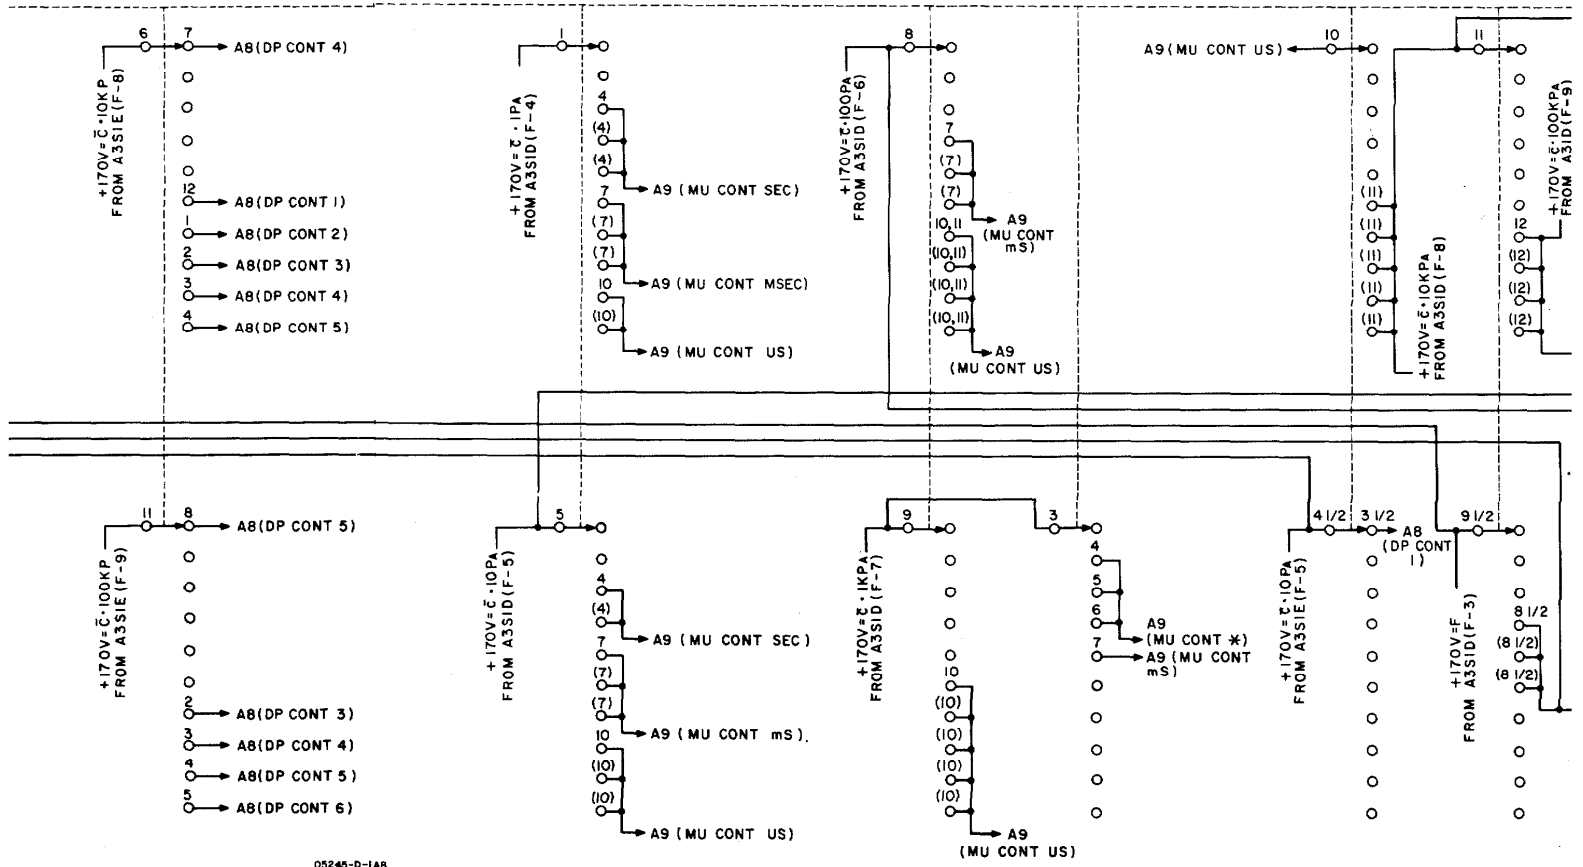 6 7 A8(DP CONT 4)
+170V=C̄·10KP
FROM A3SIE(F-8)
12 A8(DP CONT 1)
1 A8(DP CONT 2)
2 A8(DP CONT 3)
3 A8(DP CONT 4)
4 A8(DP CONT 5)
1
+170V=C̄·1PA
FROM A3SID(F-4)
4
(4)
(4)
A9 (MU CONT SEC)
7
(7)
(7)
A9 (MU CONT MSEC)
10
(10)
A9 (MU CONT US)
8
+170V=C̄·100PA
FROM A3SID(F-6)
7
(7)
(7)
A9
(MU CONT
mS)
10,11
(10,11)
(10,11)
(10,11)
A9
(MU CONT US)
A9 (MU CONT US) 10
(11)
(11)
(11)
(11)
(11)
+170V=C̄·10KPA
FROM A3SID(F-8)
11
+170V=C̄·100KPA
FROM A3ID(F-9)
12
(12)
(12)
(12)
11 8 A8(DP CONT 5)
+170V=C̄·100KP
FROM A3SIE(F-9)
2 A8(DP CONT 3)
3 A8(DP CONT 4)
4 A8(DP CONT 5)
5 A8(DP CONT 6)
5
+170V=C̄·10PA
FROM A3SID(F-5)
4
(4)
A9 (MU CONT SEC)
7
(7)
(7)
A9 (MU CONT mS).
10
(10)
(10)
A9 (MU CONT US)
9
+170V=C̄·1KPA
FROM A3SID(F-7)
10
(10)
(10)
(10)
(10)
A9
(MU CONT US)
3
4
5
6
A9
(MU CONT *)
7
A9 (MU CONT
mS)
4 1/2 3 1/2
A8
(DP CONT
1)
+170V=C̄·10PA
FROM A3SIE(F-5)
9 1/2
+170V=F
FROM A3SID(F-3)
8 1/2
(8 1/2)
(8 1/2)
05245-D-1AB